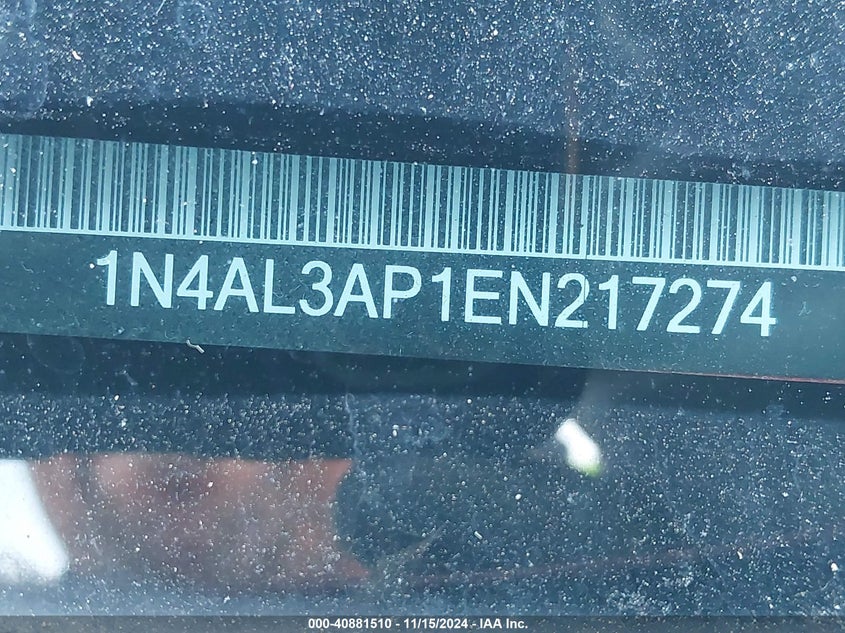 1N4AL3AP1EN217274
000-40881510 - 11/15/2024 - IAA Inc.